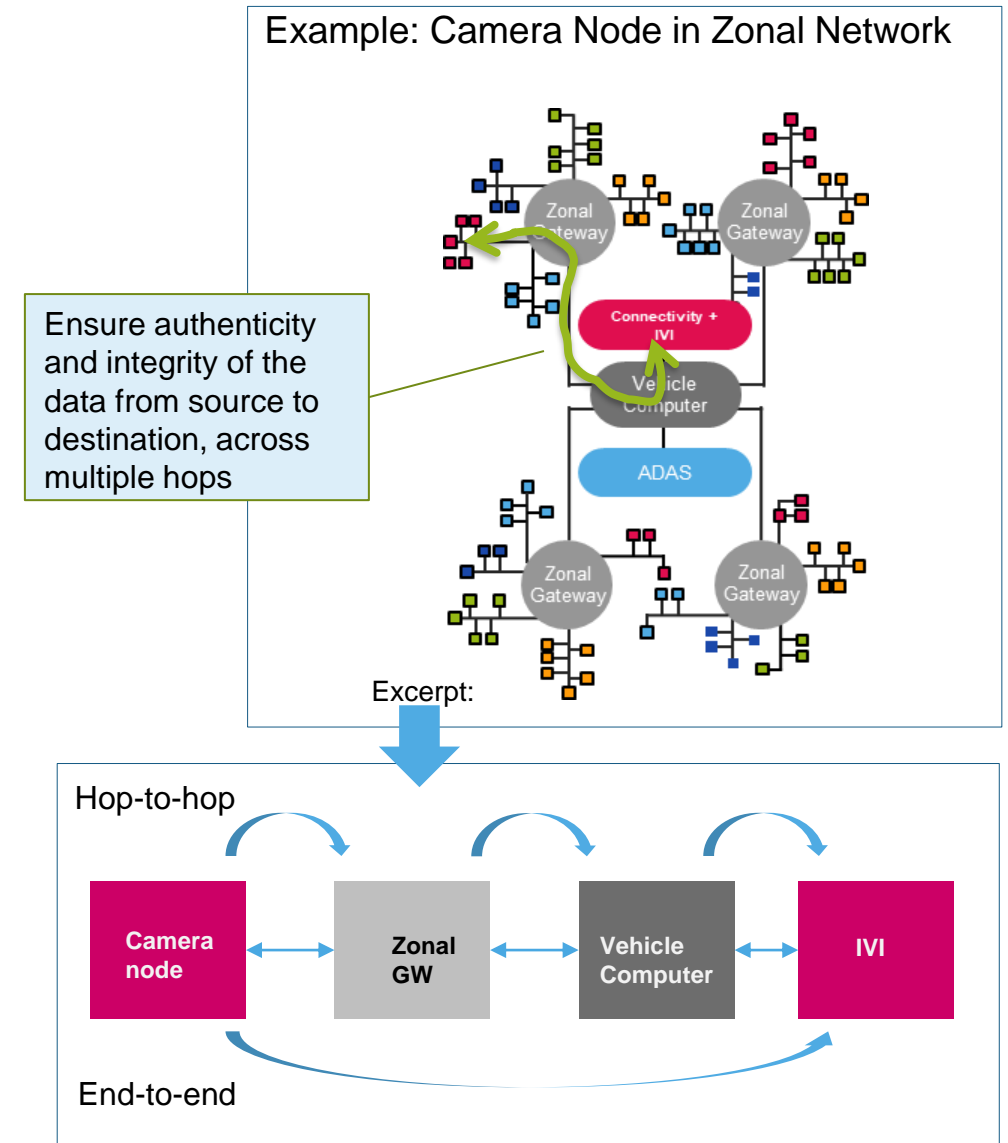 Example: Camera Node in Zonal Network
Zonal
Gateway
Zonal
Gateway
Ensure authenticity
and integrity of the
data from source to
destination, across
multiple hops
Connectivity +
IVI
Vehicle
Computer
ADAS
Zonal
Gateway
Zonal
Gateway
Excerpt:
Hop-to-hop
Camera
node
Zonal
GW
Vehicle
Computer
IVI
End-to-end